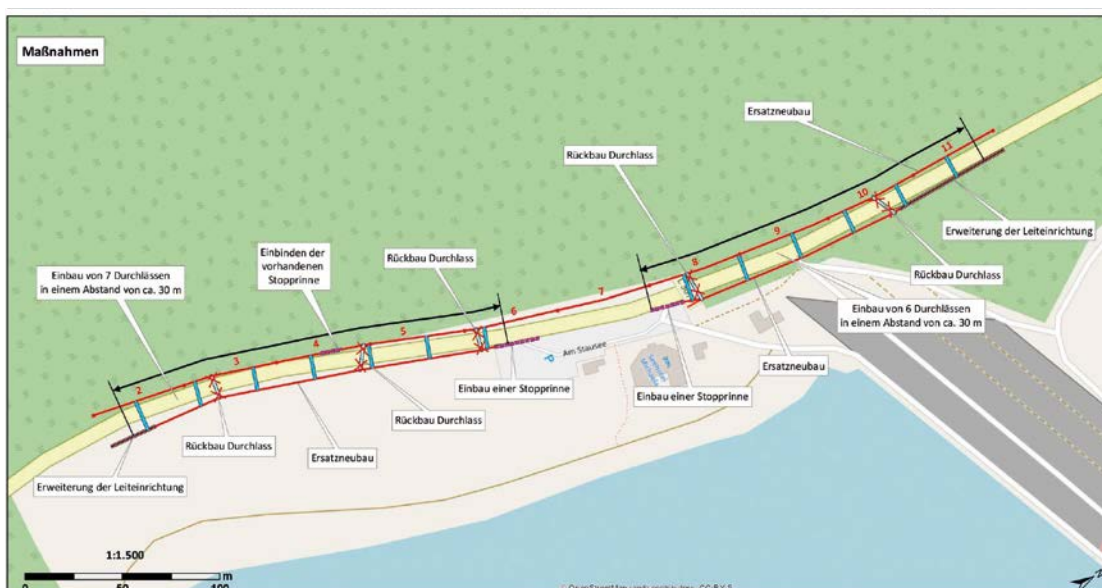 Maßnahmen
Ersatzneubau
Rückbau Durchlass
11
10
9
Einbinden der
vorhandenen
Stopprinne
Rückbau Durchlass
Erweiterung der Leiteinrichtung
Einbau von 7 Durchlässen
in einem Abstand von ca. 30 m
8
Rückbau Durchlass
7
6
5
4
3
2
Einbau von 6 Durchlässen
in einem Abstand von ca. 30 m
Am Stausee
P
Ersatzneubau
Einbau einer Stopprinne
Einbau einer Stopprinne
Rückbau Durchlass
Rückbau Durchlass
Ersatzneubau
Erweiterung der Leiteinrichtung
1:1.500
0
100
m